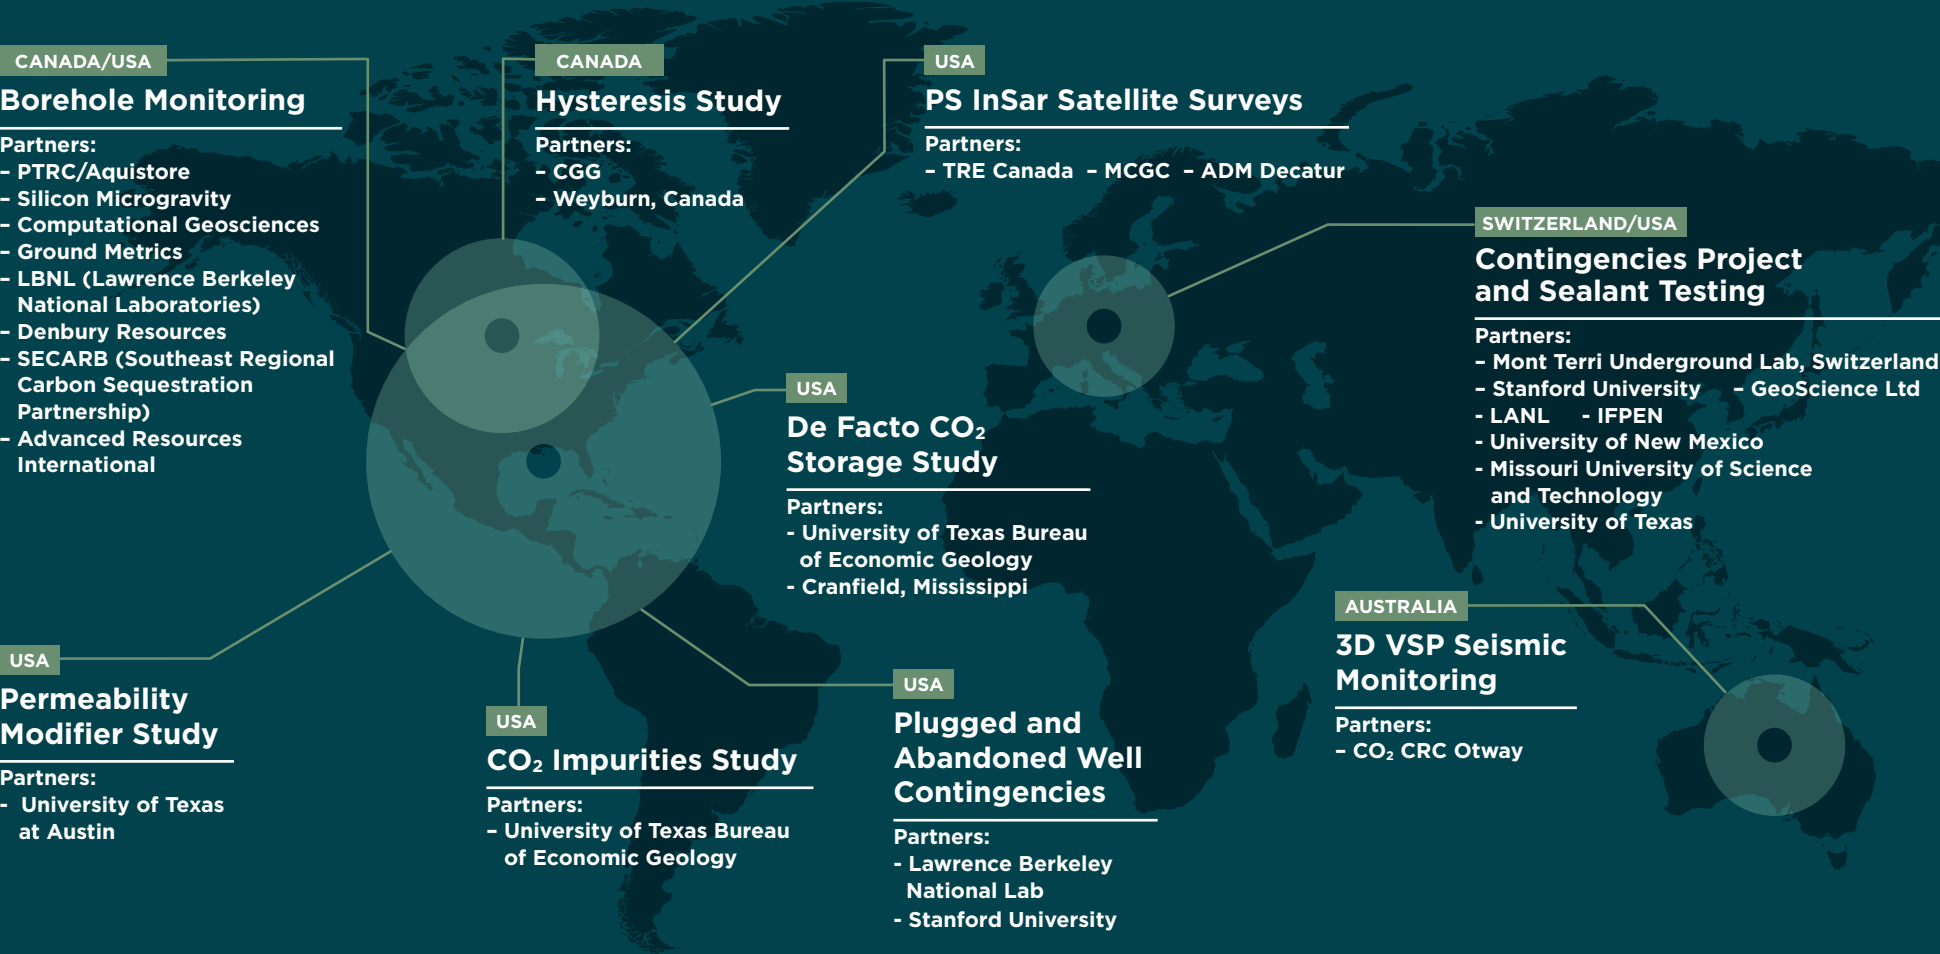 CANADA/USA
Borehole Monitoring
Partners:
– PTRC/Aquistore
– Silicon Microgravity
– Computational Geosciences
– Ground Metrics
– LBNL (Lawrence Berkeley
National Laboratories)
– Denbury Resources
– SECARB (Southeast Regional
Carbon Sequestration
Partnership)
– Advanced Resources
International
CANADA
Hysteresis Study
Partners:
– CGG
– Weyburn, Canada
USA
PS InSar Satellite Surveys
Partners:
– TRE Canada – MCGC – ADM Decatur
SWITZERLAND/USA
Contingencies Project
and Sealant Testing
Partners:
– Mont Terri Underground Lab, Switzerland
– Stanford University – GeoScience Ltd
- LANL - IFPEN
- University of New Mexico
- Missouri University of Science
and Technology
- University of Texas
USA
De Facto CO₂
Storage Study
Partners:
- University of Texas Bureau
of Economic Geology
- Cranfield, Mississippi
AUSTRALIA
3D VSP Seismic
Monitoring
Partners:
– CO₂ CRC Otway
USA
Permeability
Modifier Study
Partners:
- University of Texas
at Austin
USA
CO₂ Impurities Study
Partners:
– University of Texas Bureau
of Economic Geology
USA
Plugged and
Abandoned Well
Contingencies
Partners:
- Lawrence Berkeley
National Lab
- Stanford University